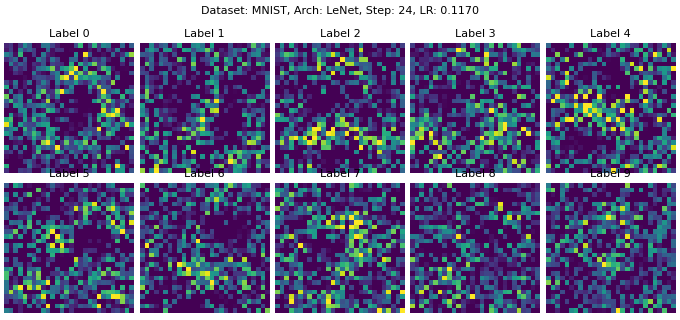 Dataset: MNIST, Arch: LeNet, Step: 24, LR: 0.1170
Label 0 Label 1 Label 2 Label 3 Label 4
Label 5 Label 6 Label 7 Label 8 Label 9